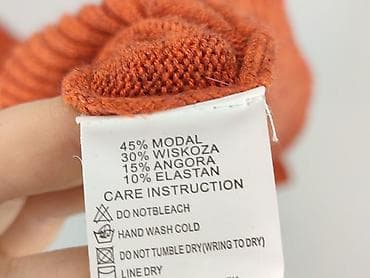 45% MODAL
30% WISKOZA
15% ANGORA
10% ELASTAN
CARE INSTRUCTION
DO NOTBLEACH
HAND WASH COLD
DO NOT TUMBLE DRY(WRING TO DRY)
LINE DRY